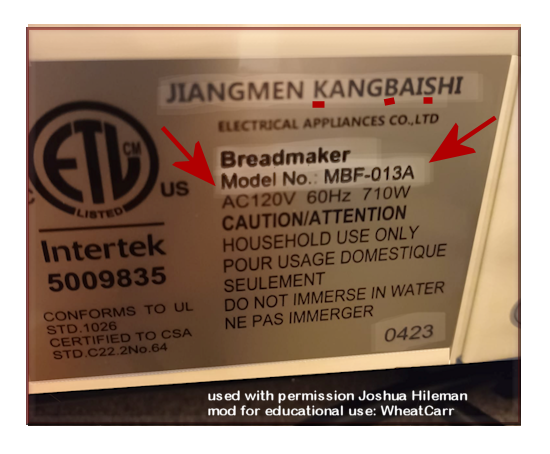 JIANGMEN KANGBAISHI
ELECTRICAL APPLIANCES CO.,LTD
Breadmaker
Model No.: MBF-013A
AC120V 60Hz 710W
CAUTION/ATTENTION
HOUSEHOLD USE ONLY
POUR USAGE DOMESTIQUE
SEULEMENT
DO NOT IMMERSE IN WATER
NE PAS IMMERGER
0423
C ETL CM US
LISTED
Intertek
5009835
CONFORMS TO UL
STD.1026
CERTIFIED TO CSA
STD.C22.2No.64
used with permission Joshua Hileman
mod for educational use: WheatCarr